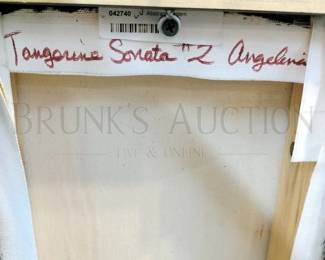 042740
Tangerine Sonata #2 Angelina
BRUNK'S AUCTION
LIVE & ONLINE